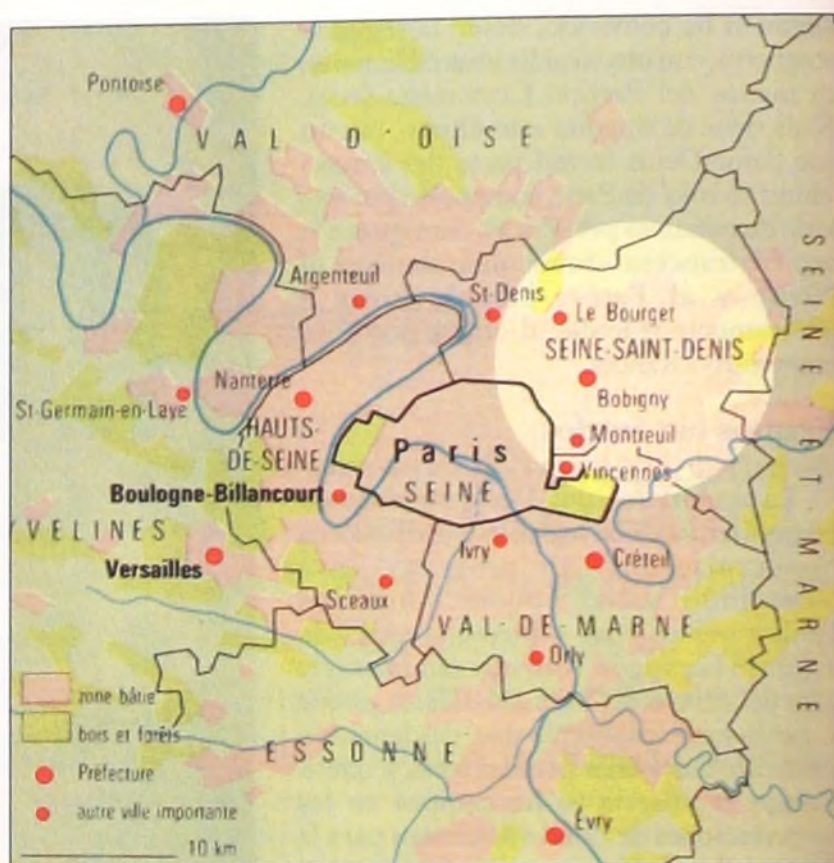 Pontoise
VAL D'OISE
Argenteuil
St-Denis
Le Bourget
SEINE-SAINT-DENIS
Bobigny
Nanterre
St-Germain-en-Laye
HAUTS-
DE-SEINE
Montreuil
Paris
Vincennes
SEINE
Boulogne-Billancourt
YVELINES
Versailles
Ivry
Créteil
Sceaux
VAL-DE-MARNE
Orly
SEINE-ET-MARNE
zone bâtie
bois et forêts
ESSONNE
Préfecture
autre ville importante
10 km
Évry